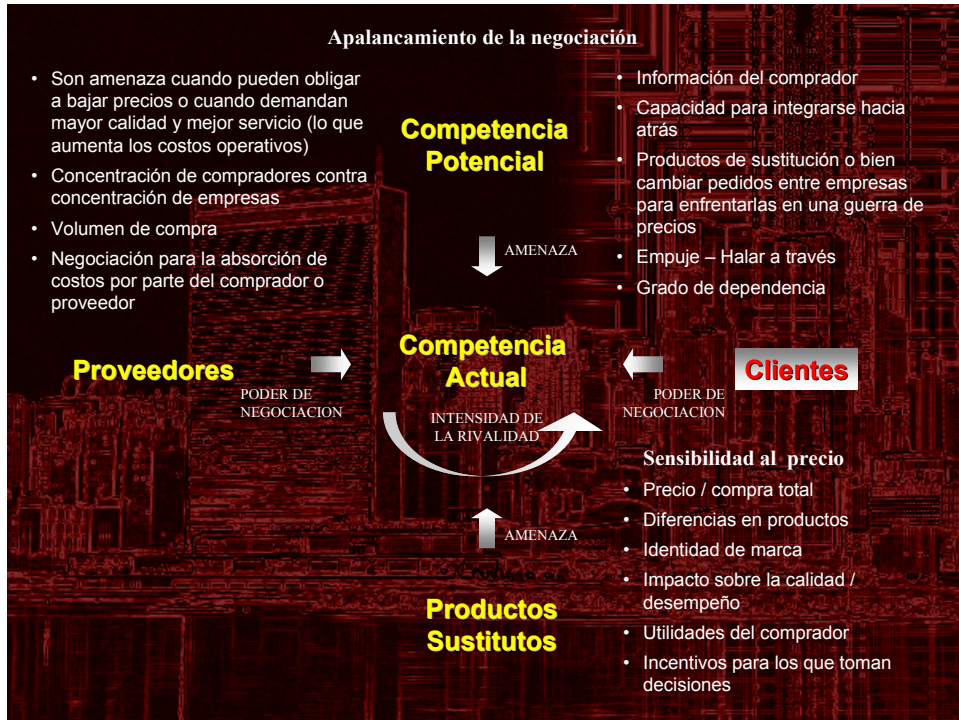 Apalancamiento de la negociación
• Son amenaza cuando pueden obligar
a bajar precios o cuando demandan
mayor calidad y mejor servicio (lo que
aumenta los costos operativos)
• Concentración de compradores contra
concentración de empresas
• Volumen de compra
• Negociación para la absorción de
costos por parte del comprador o
proveedor
• Información del comprador
• Capacidad para integrarse hacia
atrás
• Productos de sustitución o bien
cambiar pedidos entre empresas
para enfrentarlas en una guerra de
precios
• Empuje – Halar a través
• Grado de dependencia
Competencia
Potencial
AMENAZA
Proveedores
PODER DE
NEGOCIACION
Competencia
Actual
INTENSIDAD DE
LA RIVALIDAD
Clientes
PODER DE
NEGOCIACION
AMENAZA
Productos
Sustitutos
Sensibilidad al precio
• Precio / compra total
• Diferencias en productos
• Identidad de marca
• Impacto sobre la calidad /
desempeño
• Utilidades del comprador
• Incentivos para los que toman
decisiones